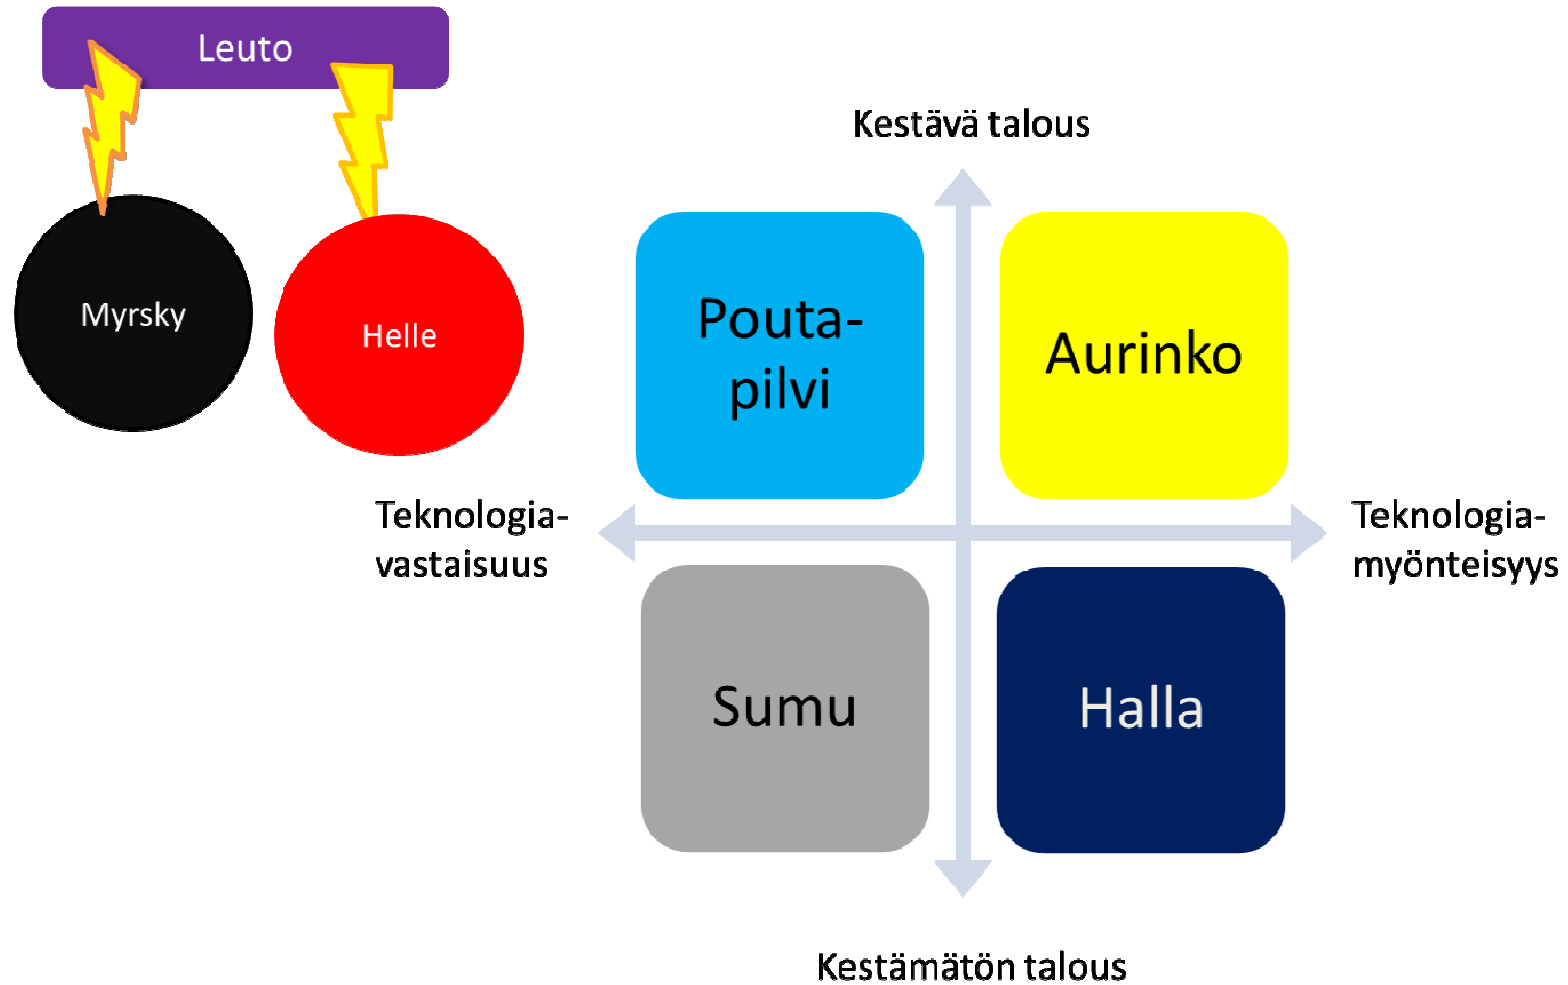 Leuto
Myrsky
Helle
Kestävä talous
Pouta-
pilvi
Aurinko
Teknologia-
vastaisuus
Teknologia-
myönteisyys
Sumu
Halla
Kestämätön talous